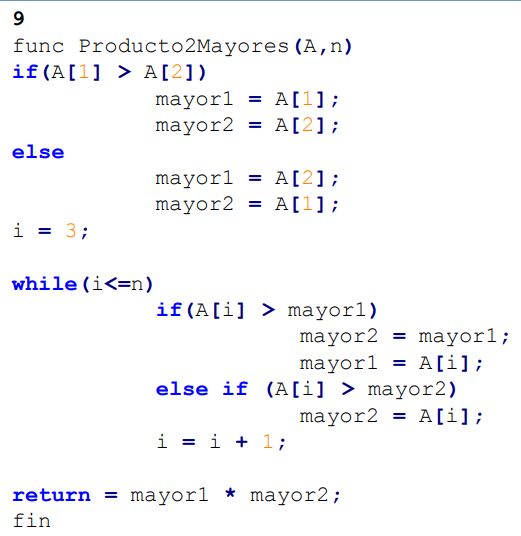 9
func Producto2Mayores(A,n)
if(A[1] > A[2])
mayor1 = A[1];
mayor2 = A[2];
else
mayor1 = A[2];
mayor2 = A[1];
i = 3;
while(i<=n)
if(A[i] > mayor1)
mayor2 = mayor1;
mayor1 = A[i];
else if (A[i] > mayor2)
mayor2 = A[i];
i = i + 1;
return = mayor1 * mayor2;
fin